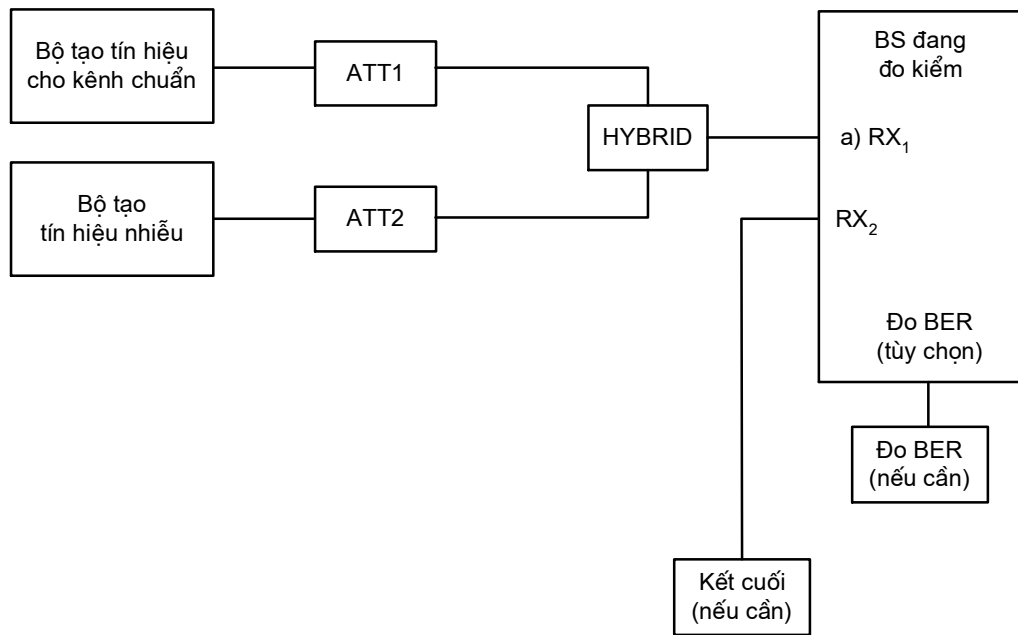 Bộ tạo tín hiệu
cho kênh chuẩn
ATT1
BS đang
đo kiểm
HYBRID
a) RX₁
Bộ tạo
tín hiệu nhiễu
ATT2
RX₂
Đo BER
(tùy chọn)
Đo BER
(nếu cần)
Kết cuối
(nếu cần)